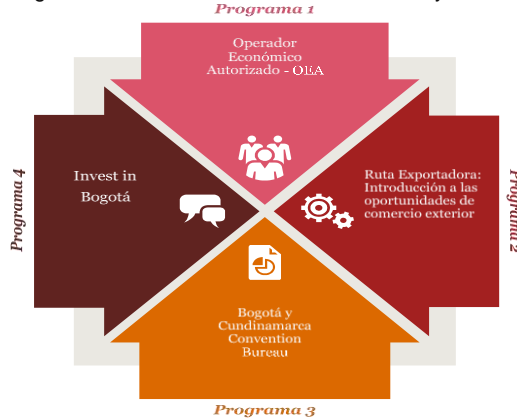 Programa 1
Operador
Económico
Autorizado - OEA
Programa 4
Invest in
Bogotá
Ruta Exportadora:
Introducción a las
oportunidades de
comercio exterior
Programa 2
Bogotá y
Cundinamarca
Convention
Bureau
Programa 3